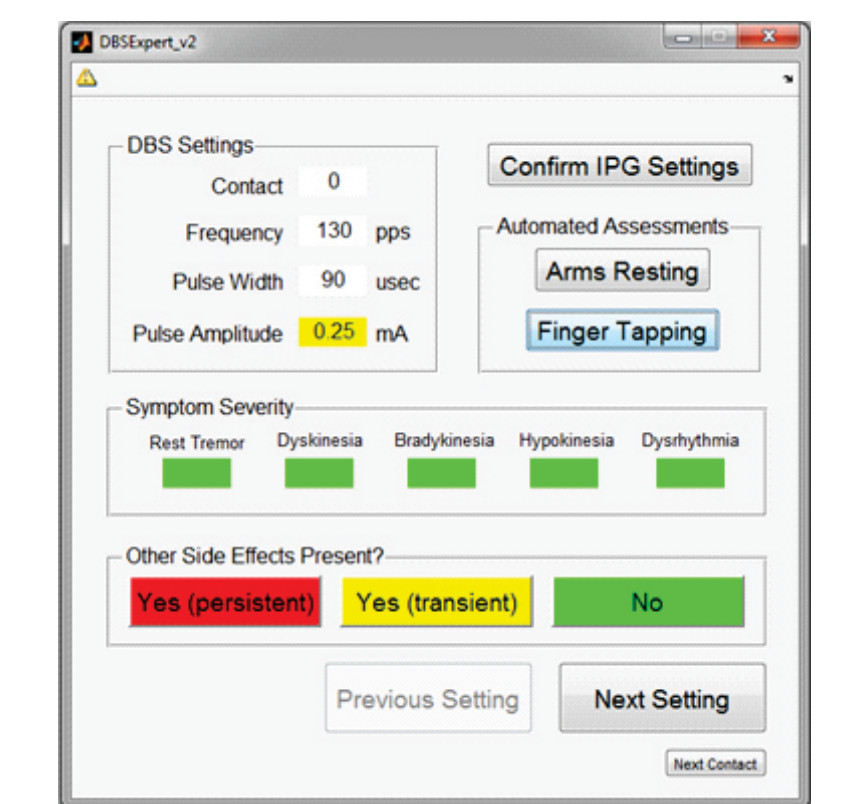 DBSExpert_v2
DBS Settings
Contact 0
Frequency 130 pps
Pulse Width 90 usec
Pulse Amplitude 0.25 mA
Confirm IPG Settings
Automated Assessments
Arms Resting
Finger Tapping
Symptom Severity
Rest Tremor Dyskinesia Bradykinesia Hypokinesia Dysrhythmia
Other Side Effects Present?
Yes (persistent) Yes (transient) No
Previous Setting Next Setting
Next Contact